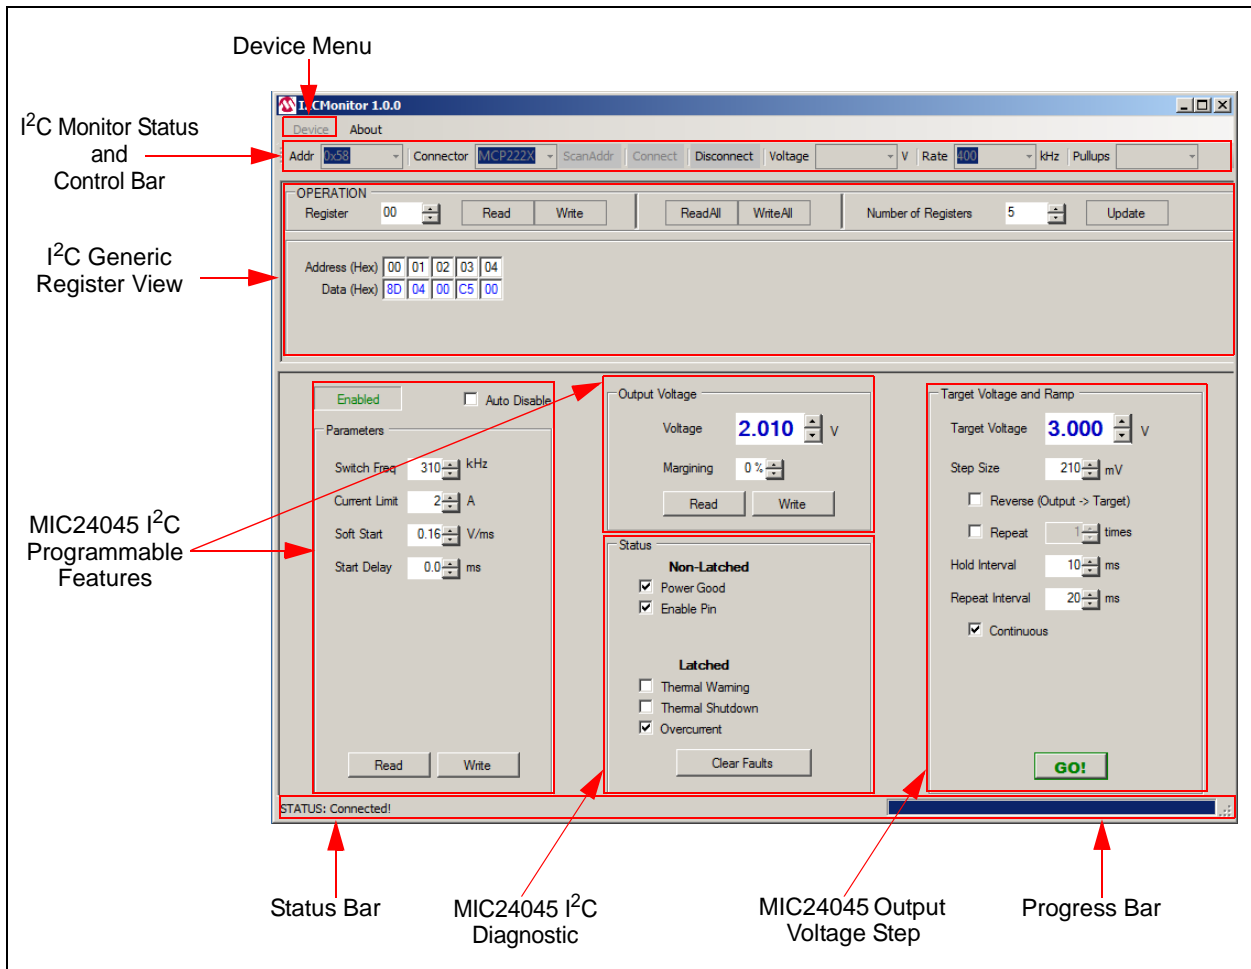 Device Menu
I2CMonitor 1.0.0
I²C Monitor Status
and
Control Bar
Device About
Addr 0x58 Connector MCP222X ScanAddr Connect Disconnect Voltage V Rate 400 kHz Pullups
OPERATION
Register 00 Read Write ReadAll WriteAll Number of Registers 5 Update
I²C Generic
Register View
Address (Hex) 00 01 02 03 04
Data (Hex) 8D 04 00 C5 00
Enabled Auto Disable
Parameters
Switch Freq 310 kHz
Current Limit 2 A
Soft Start 0.16 V/ms
Start Delay 0.0 ms
Read Write
MIC24045 I²C
Programmable
Features
Output Voltage
Voltage 2.010 V
Margining 0 %
Read Write
Status
Non-Latched
Power Good
Enable Pin
Latched
Thermal Warning
Thermal Shutdown
Overcurrent
Clear Faults
Target Voltage and Ramp
Target Voltage 3.000 V
Step Size 210 mV
Reverse (Output -> Target)
Repeat 1 times
Hold Interval 10 ms
Repeat Interval 20 ms
Continuous
GO!
STATUS: Connected!
Status Bar
MIC24045 I²C
Diagnostic
MIC24045 Output
Voltage Step
Progress Bar